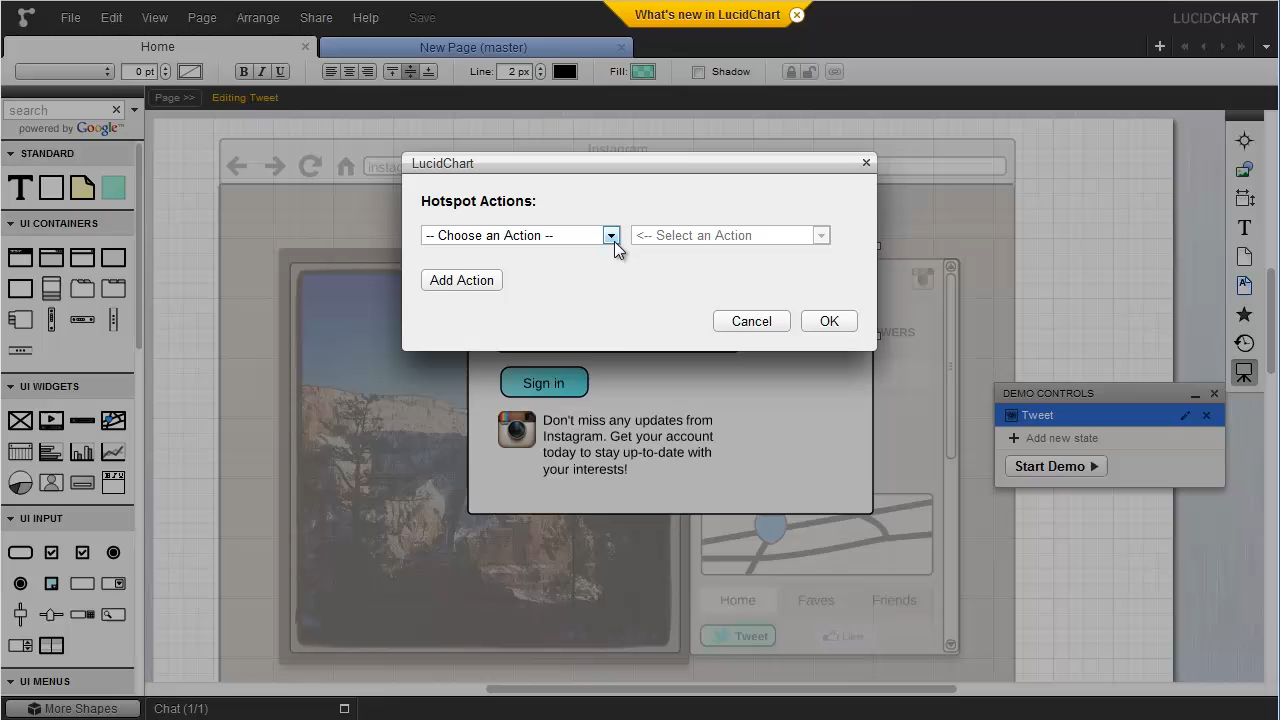 File Edit View Page Arrange Share Help Save
What's new in LucidChart
LUCIDCHART
Home
New Page (master)
0 pt
B I U
Line: 2 px
Fill:
Shadow
Page >>
Editing Tweet
search
powered by Google™
STANDARD
UI CONTAINERS
UI WIDGETS
UI INPUT
UI MENUS
More Shapes
Chat (1/1)
Instagram
LucidChart
Hotspot Actions:
-- Choose an Action --
<-- Select an Action
Add Action
Cancel
OK
Sign in
Don't miss any updates from
Instagram. Get your account
today to stay up-to-date with
your interests!
Home
Faves
Friends
Tweet
Like
DEMO CONTROLS
Tweet
Add new state
Start Demo